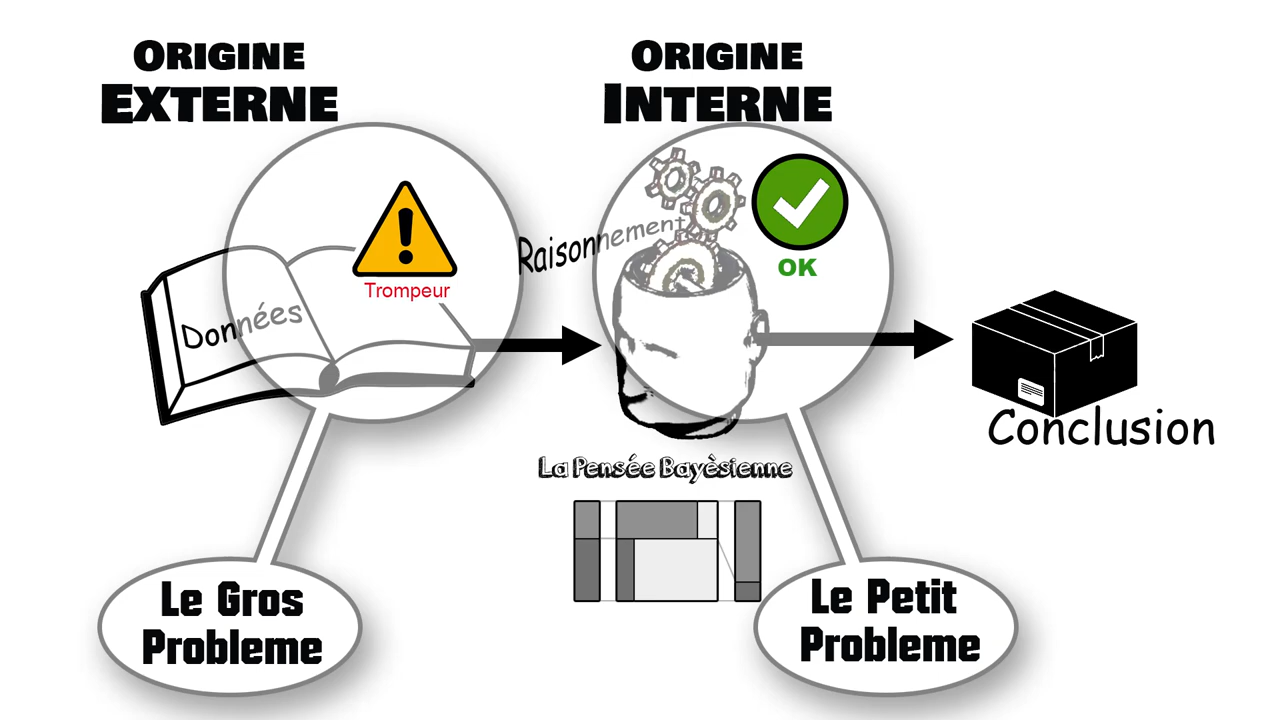 ORIGINE
EXTERNE
ORIGINE
INTERNE
Trompeur
Données
Raisonnement
OK
Conclusion
La Pensée Bayèsienne
Le Gros
Probleme
Le Petit
Probleme